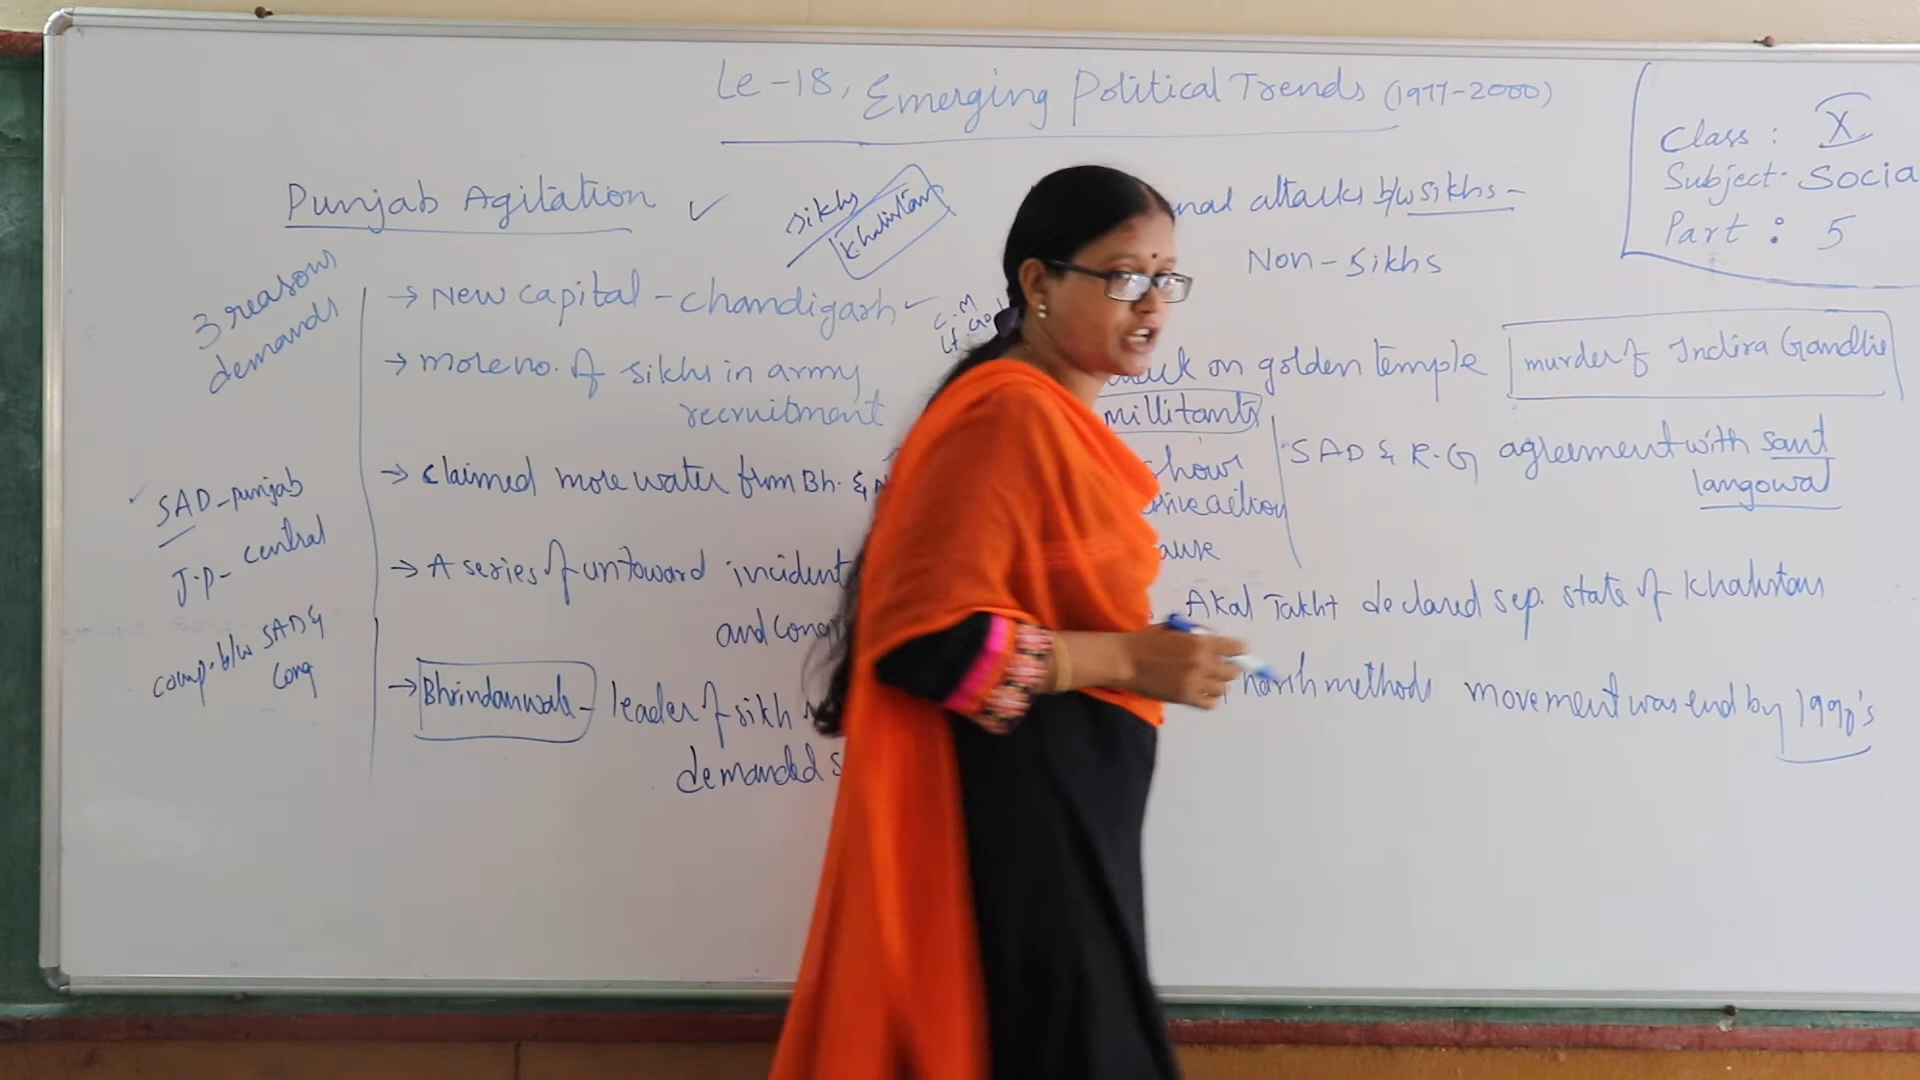 Le-18, Emerging Political Trends (1977-2000)
Class : X
Subject - Socia
Part : 5
Punjab Agitation ✓
Sikhs
Khalistan
3 reasons
demands
→ New capital - chandigarh
C.M
→ more no. of sikhs in army
recruitment
→ claimed more water from Bh. &
→ A series of untoward incident
and cong
→ Bhrindanwale - leader of sikh
demanded s
✓ SAD - punjab
J.P - central
comp. b/w SAD &
cong
nal attacks b/w sikhs -
Non - Sikhs
on golden temple
murder of Indira Gandhi
millitants
show
action
ause
SAD & R.G agreement with sant
langowal
Akal Takht declared sep. state of Khalistan
harsh methods movement was end by 1990's